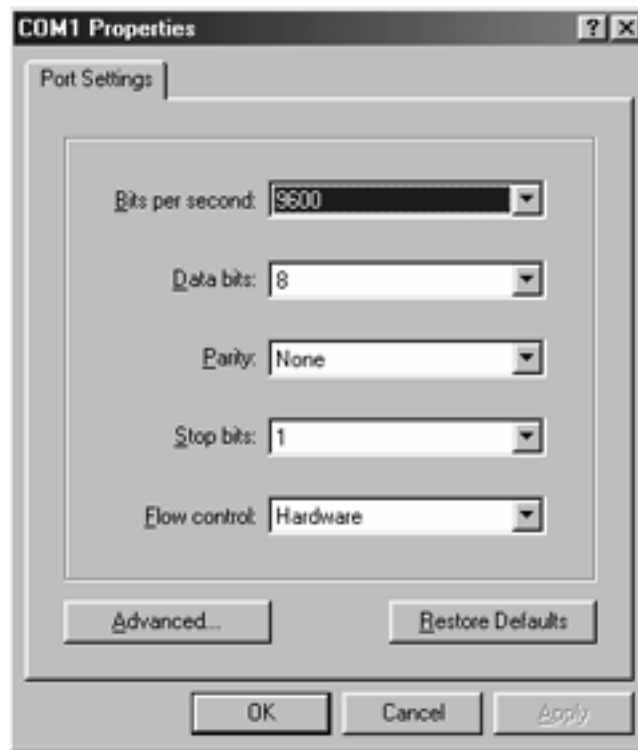 COM1 Properties
Port Settings
Bits per second: 9600
Data bits: 8
Parity: None
Stop bits: 1
Flow control: Hardware
Advanced... Restore Defaults
OK Cancel Apply